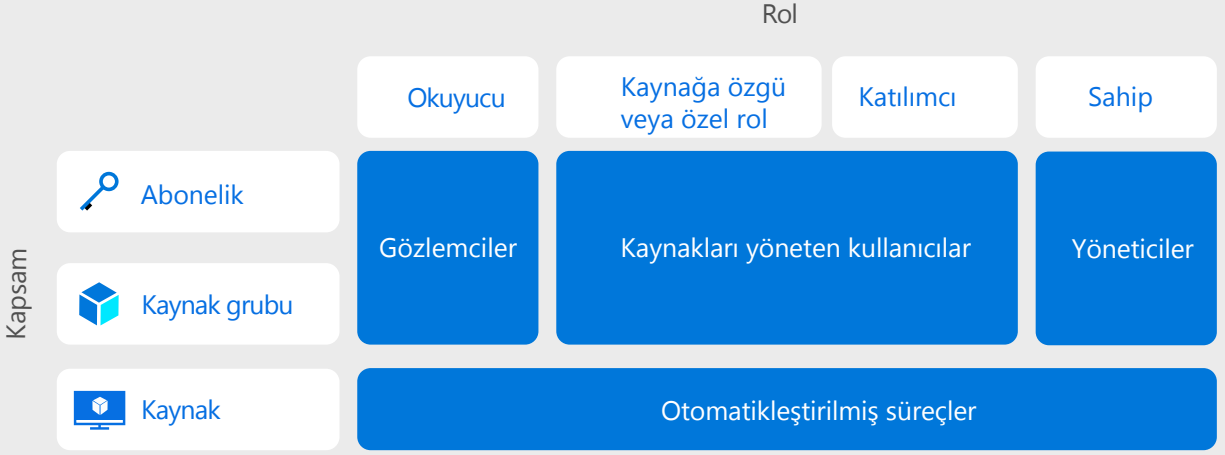 Rol
Okuyucu
Kaynağa özgü
veya özel rol
Katılımcı
Sahip
Kapsam
Abonelik
Kaynak grubu
Gözlemciler
Kaynakları yöneten kullanıcılar
Yöneticiler
Kaynak
Otomatikleştirilmiş süreçler